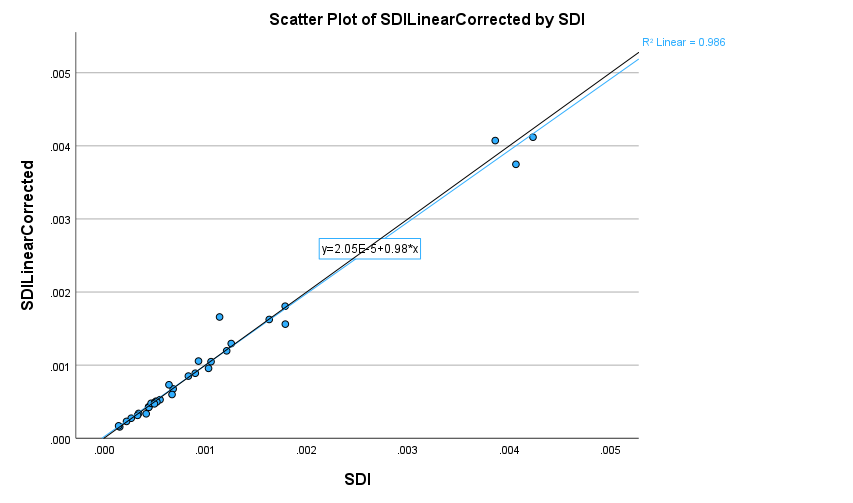 Scatter Plot of SDILinearCorrected by SDI
R² Linear = 0.986
.005
.004
.003
.002
.001
.000
y=2.05E-5+0.98*x
SDILinearCorrected
.000 .001 .002 .003 .004 .005
SDI